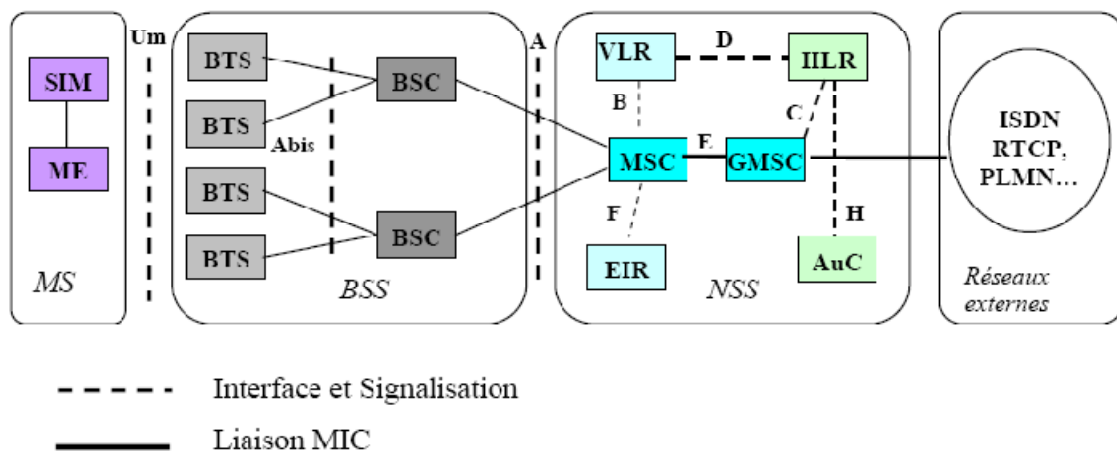 Um
SIM
ME
MS
BTS
BTS
BTS
BTS
Abis
BSC
BSC
BSS
A
VLR
D
IILR
B
C
MSC
E
GMSC
F
H
EIR
AuC
NSS
ISDN
RTCP,
PLMN...
Réseaux
externes
Interface et Signalisation
Liaison MIC